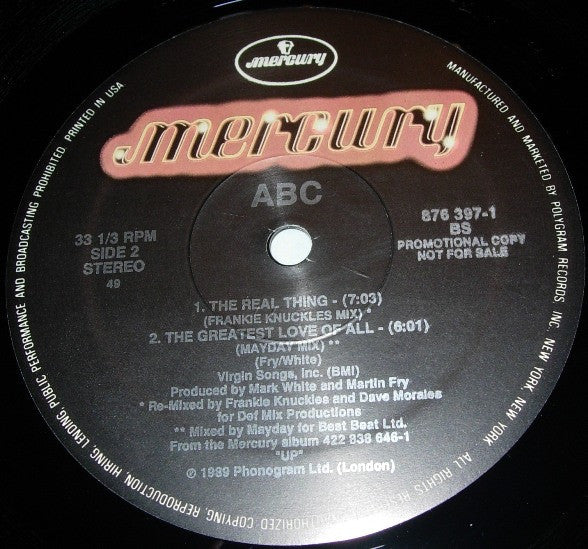 mercury
mercury
ABC
33 1/3 RPM
SIDE 2
STEREO
49
876 397-1
BS
PROMOTIONAL COPY
NOT FOR SALE
1. THE REAL THING - (7:03)
(FRANKIE KNUCKLES MIX) *
2. THE GREATEST LOVE OF ALL - (6:01)
(MAYDAY MIX) **
(Fry/White)
Virgin Songs, Inc. (BMI)
Produced by Mark White and Martin Fry
* Re-Mixed by Frankie Knuckles and Dave Morales
for Def Mix Productions
** Mixed by Mayday for Best Beat Ltd.
From the Mercury album 422 838 646-1
"UP"
℗ 1989 Phonogram Ltd. (London)
MANUFACTURED AND MARKETED BY POLYGRAM RECORDS, INC. NEW YORK, NEW YORK. ALL RIGHTS RESERVED. UNAUTHORIZED COPYING, REPRODUCTION, HIRING, LENDING, PUBLIC PERFORMANCE AND BROADCASTING PROHIBITED. PRINTED IN USA